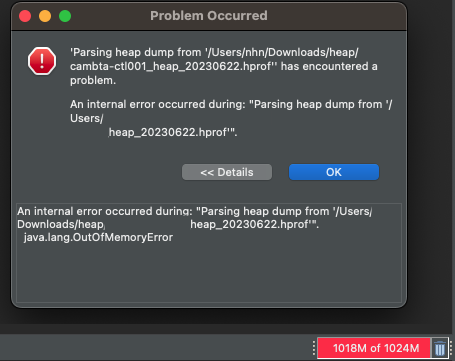 Problem Occurred
'Parsing heap dump from '/Users/nhn/Downloads/heap/
cambta-ctl001_heap_20230622.hprof'' has encountered a
problem.
An internal error occurred during: "Parsing heap dump from '/
Users/
heap_20230622.hprof'".
<< Details
OK
An internal error occurred during: "Parsing heap dump from '/Users/
Downloads/heap/ heap_20230622.hprof'".
java.lang.OutOfMemoryError
1018M of 1024M